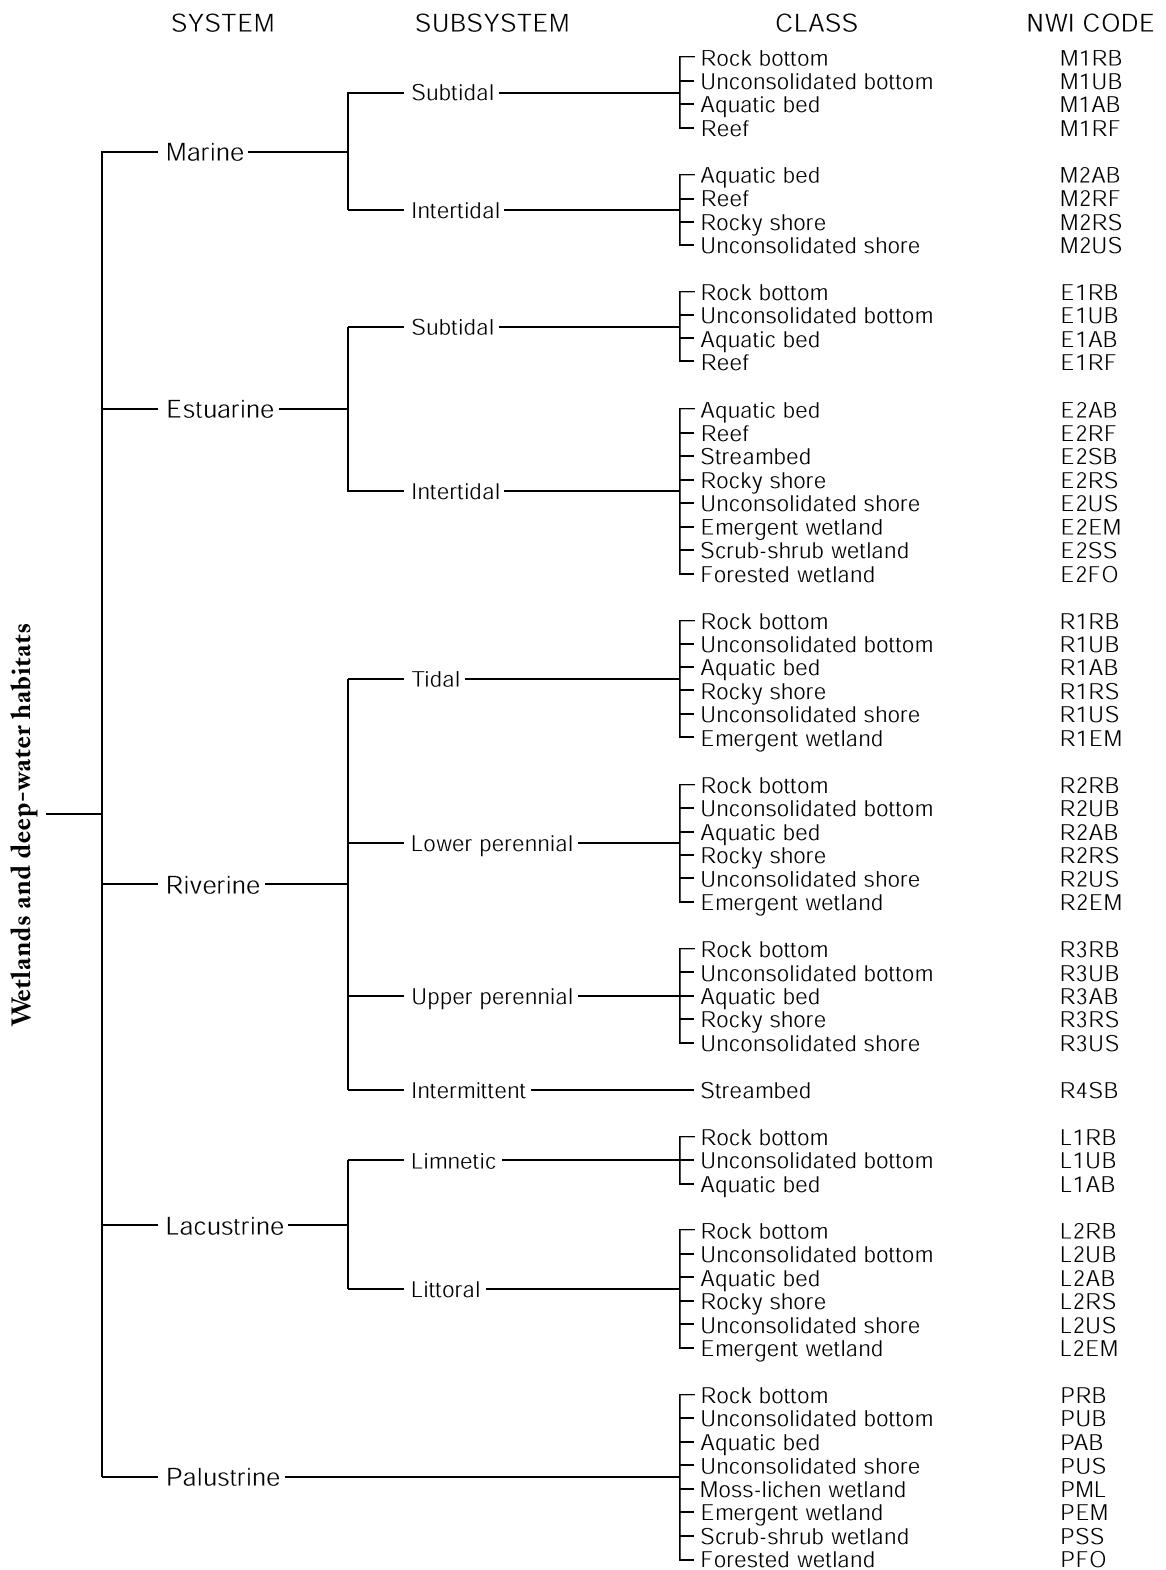 SYSTEM SUBSYSTEM CLASS NWI CODE
Rock bottom M1RB
Unconsolidated bottom M1UB
Subtidal
Aquatic bed M1AB
Reef M1RF
Marine
Aquatic bed M2AB
Reef M2RF
Intertidal
Rocky shore M2RS
Unconsolidated shore M2US
Rock bottom E1RB
Unconsolidated bottom E1UB
Subtidal
Aquatic bed E1AB
Reef E1RF
Estuarine
Aquatic bed E2AB
Reef E2RF
Streambed E2SB
Rocky shore E2RS
Intertidal
Unconsolidated shore E2US
Emergent wetland E2EM
Scrub-shrub wetland E2SS
Forested wetland E2FO
Wetlands and deep-water habitats
Rock bottom R1RB
Unconsolidated bottom R1UB
Aquatic bed R1AB
Tidal
Rocky shore R1RS
Unconsolidated shore R1US
Emergent wetland R1EM
Rock bottom R2RB
Unconsolidated bottom R2UB
Aquatic bed R2AB
Lower perennial
Rocky shore R2RS
Unconsolidated shore R2US
Riverine
Emergent wetland R2EM
Rock bottom R3RB
Unconsolidated bottom R3UB
Upper perennial Aquatic bed R3AB
Rocky shore R3RS
Unconsolidated shore R3US
Intermittent Streambed R4SB
Rock bottom L1RB
Limnetic Unconsolidated bottom L1UB
Aquatic bed L1AB
Lacustrine
Rock bottom L2RB
Unconsolidated bottom L2UB
Aquatic bed L2AB
Littoral
Rocky shore L2RS
Unconsolidated shore L2US
Emergent wetland L2EM
Rock bottom PRB
Unconsolidated bottom PUB
Aquatic bed PAB
Unconsolidated shore PUS
Palustrine
Moss-lichen wetland PML
Emergent wetland PEM
Scrub-shrub wetland PSS
Forested wetland PFO